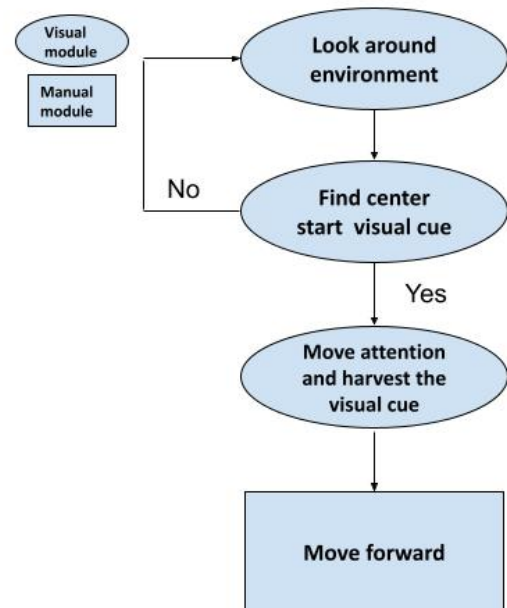 Visual
module
Manual
module
Look around
environment
No
Find center
start visual cue
Yes
Move attention
and harvest the
visual cue
Move forward